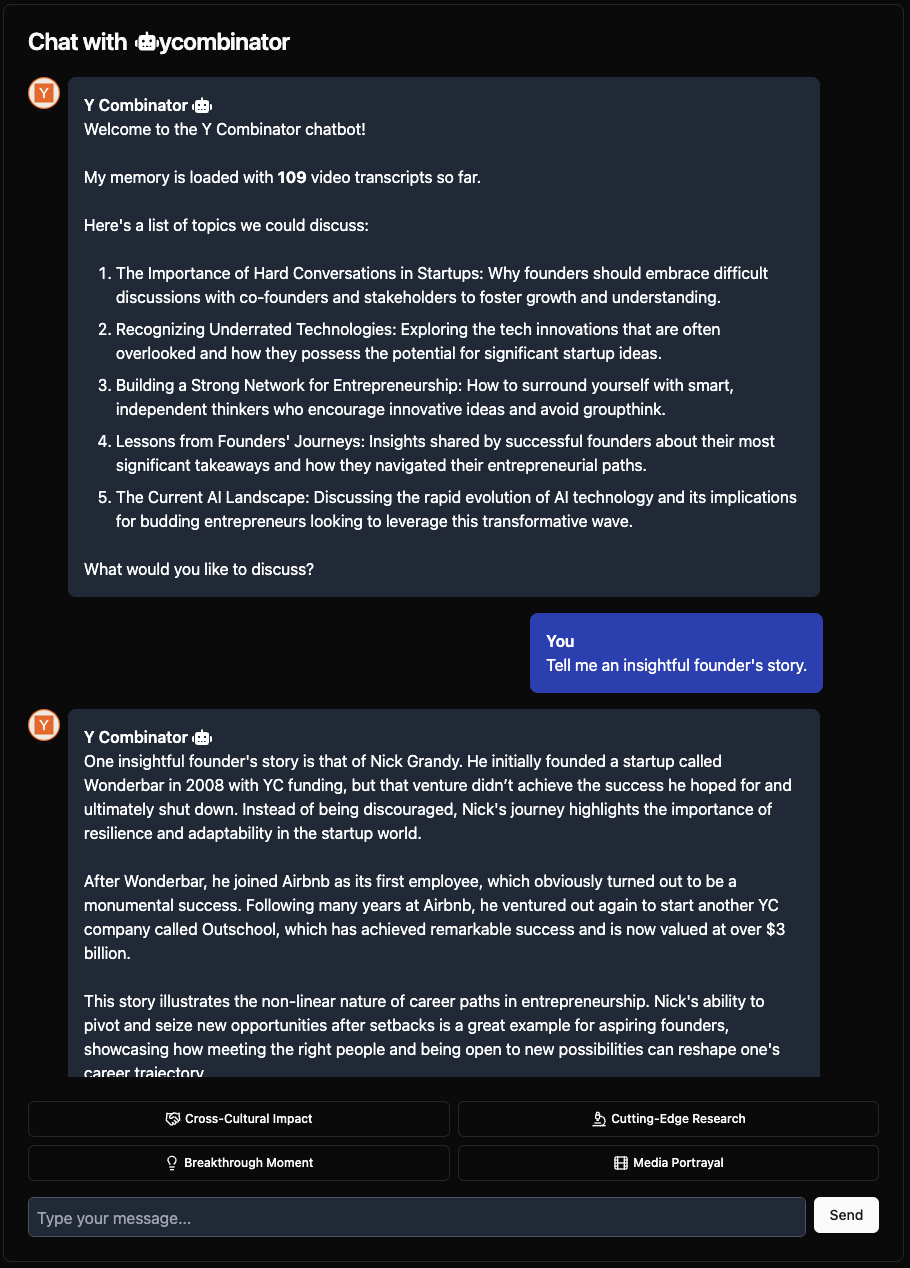 Chat with ycombinator
Y
Y Combinator
Welcome to the Y Combinator chatbot!
My memory is loaded with 109 video transcripts so far.
Here's a list of topics we could discuss:
1. The Importance of Hard Conversations in Startups: Why founders should embrace difficult
discussions with co-founders and stakeholders to foster growth and understanding.
2. Recognizing Underrated Technologies: Exploring the tech innovations that are often
overlooked and how they possess the potential for significant startup ideas.
3. Building a Strong Network for Entrepreneurship: How to surround yourself with smart,
independent thinkers who encourage innovative ideas and avoid groupthink.
4. Lessons from Founders' Journeys: Insights shared by successful founders about their most
significant takeaways and how they navigated their entrepreneurial paths.
5. The Current AI Landscape: Discussing the rapid evolution of AI technology and its implications
for budding entrepreneurs looking to leverage this transformative wave.
What would you like to discuss?
You
Tell me an insightful founder's story.
Y
Y Combinator
One insightful founder's story is that of Nick Grandy. He initially founded a startup called
Wonderbar in 2008 with YC funding, but that venture didn’t achieve the success he hoped for and
ultimately shut down. Instead of being discouraged, Nick's journey highlights the importance of
resilience and adaptability in the startup world.
After Wonderbar, he joined Airbnb as its first employee, which obviously turned out to be a
monumental success. Following many years at Airbnb, he ventured out again to start another YC
company called Outschool, which has achieved remarkable success and is now valued at over $3
billion.
This story illustrates the non-linear nature of career paths in entrepreneurship. Nick's ability to
pivot and seize new opportunities after setbacks is a great example for aspiring founders,
showcasing how meeting the right people and being open to new possibilities can reshape one's
career trajectory
Cross-Cultural Impact
Cutting-Edge Research
Breakthrough Moment
Media Portrayal
Type your message...
Send